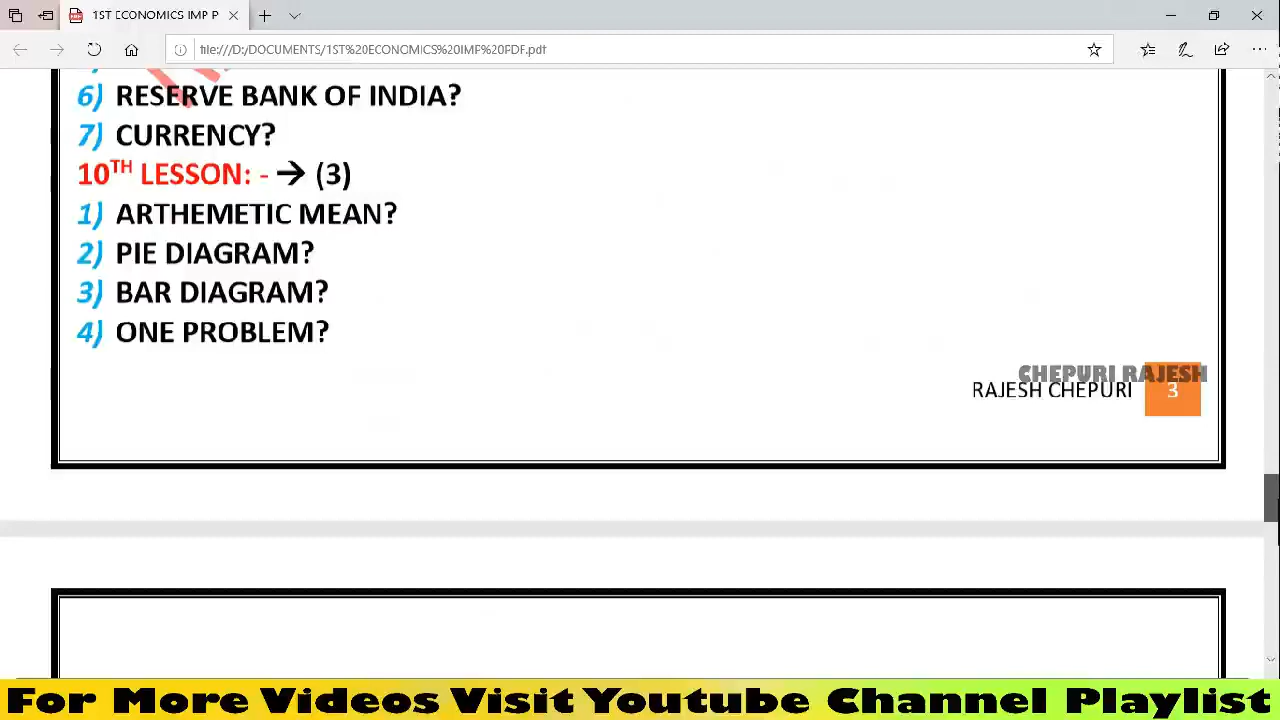 1ST ECONOMICS IMP P
file:///D:/DOCUMENTS/1ST%20ECONOMICS%20IMF%20FDF.pdf
6) RESERVE BANK OF INDIA?
7) CURRENCY?
10TH LESSON: - → (3)
1) ARTHEMETIC MEAN?
2) PIE DIAGRAM?
3) BAR DIAGRAM?
4) ONE PROBLEM?
CHEPURI RAJESH
RAJESH CHEPURI 3
For More Videos Visit Youtube Channel Playlist